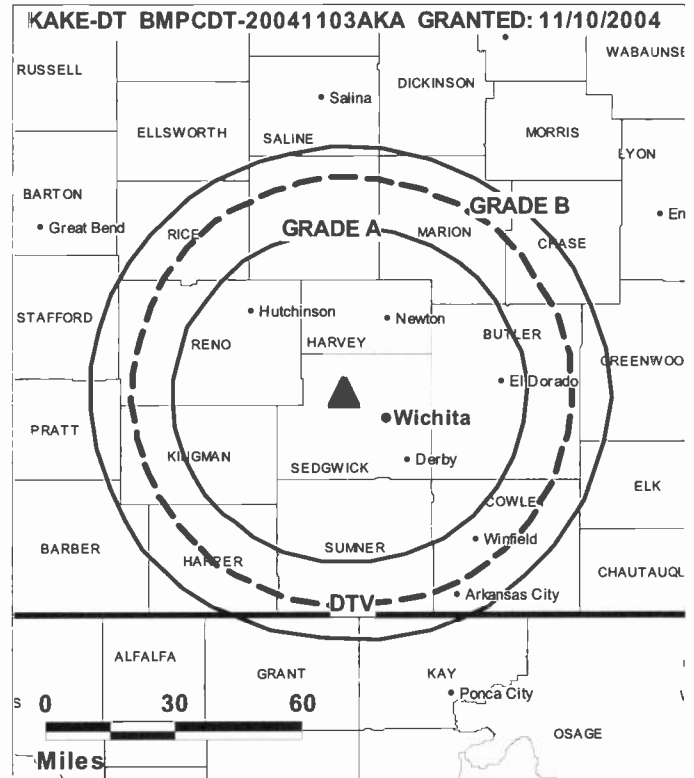 KAKE-DT BMPCDT-20041103AKA GRANTED: 11/10/2004
WABAUNSE
RUSSELL
DICKINSON
Salina
ELLSWORTH
SALINE
MORRIS
LYON
BARTON
GRADE B
Great Bend
RICE
GRADE A
MARION
CHASE
En
STAFFORD
Hutchinson
Newton
RENO
HARVEY
BUTLER
GREENWOO
El Dorado
Wichita
PRATT
KINGMAN
SEDGWICK
Derby
ELK
COWLE
Winfield
BARBER
HARPER
SUMNER
CHAUTAUQU
Arkansas City
DTV
ALFALFA
GRANT
KAY
S
0 30 60
Ponca City
OSAGE
Miles